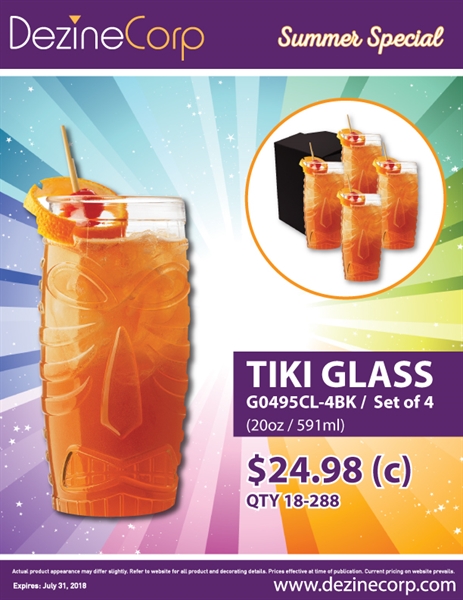 DezineCorp
Summer Special
TIKI GLASS
G0495CL-4BK / Set of 4
(20oz / 591ml)
$24.98 (c)
QTY 18-288
Actual product appearance may differ slightly. Refer to website for all product and decorating details. Prices effective at time of publication. Current pricing on website prevails.
Expires: July 31, 2018
www.dezinecorp.com